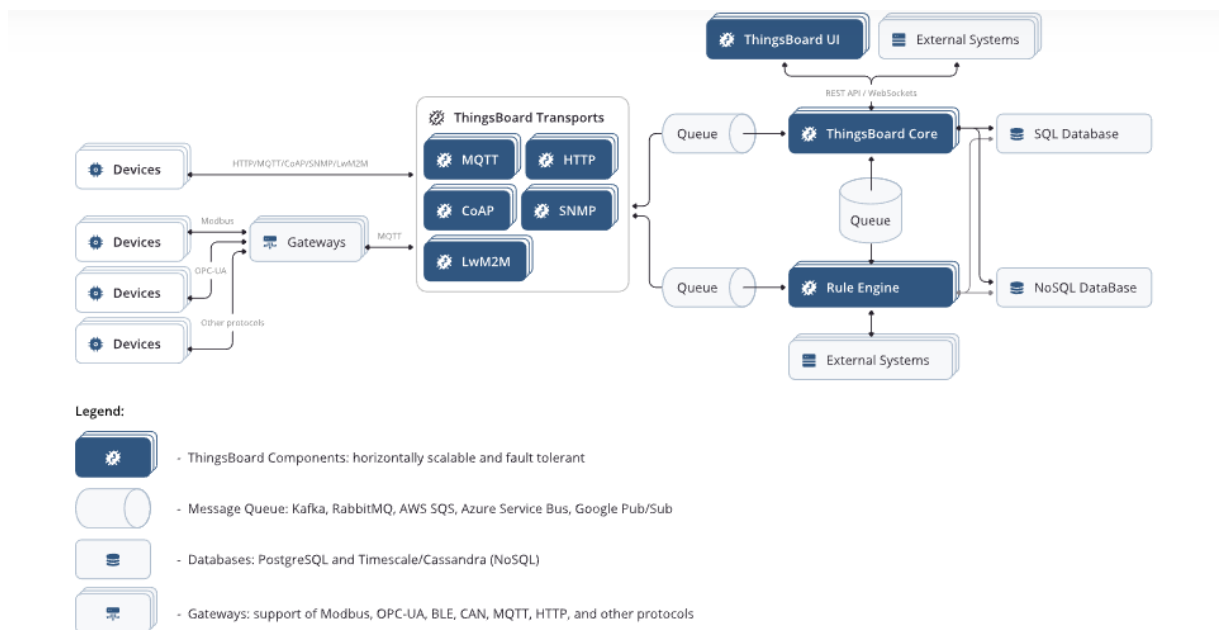 ThingsBoard UI
External Systems
REST API / WebSockets
ThingsBoard Transports
Queue
ThingsBoard Core
SQL Database
MQTT
HTTP
Devices
HTTP/MQTT/CoAP/SNMP/LwM2M
CoAP
SNMP
Queue
Modbus
Devices
Gateways
MQTT
LwM2M
OPC-UA
Devices
Queue
Rule Engine
NoSQL DataBase
Other protocols
Devices
External Systems
Legend:
- ThingsBoard Components: horizontally scalable and fault tolerant
- Message Queue: Kafka, RabbitMQ, AWS SQS, Azure Service Bus, Google Pub/Sub
- Databases: PostgreSQL and Timescale/Cassandra (NoSQL)
- Gateways: support of Modbus, OPC-UA, BLE, CAN, MQTT, HTTP, and other protocols